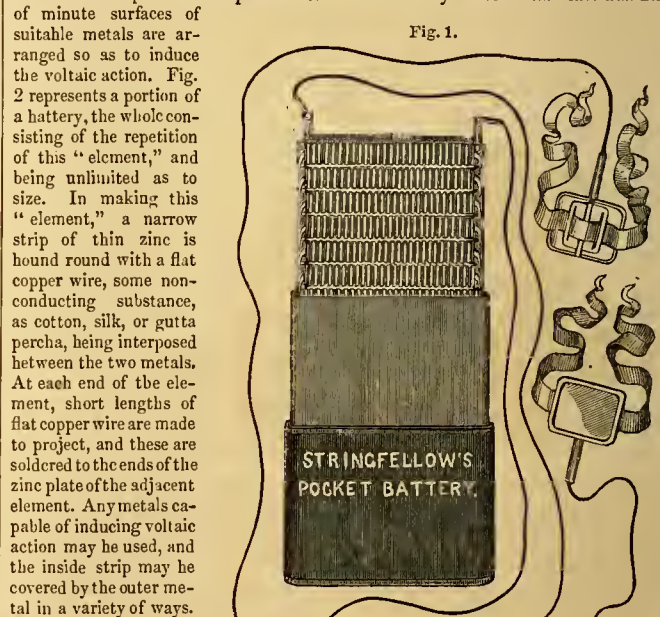 of minute surfaces of
suitable metals are ar-
ranged so as to induce
the voltaic action. Fig.
2 represents a portion of
a battery, the whole con-
sisting of the repetition
of this “element,” and
being unlimited as to
size. In making this
“element,” a narrow
strip of thin zinc is
bound round with a flat
copper wire, some non-
conducting substance,
as cotton, silk, or gutta
percha, being interposed
between the two metals.
At each end of the ele-
ment, short lengths of
flat copper wire are made
to project, and these are
soldered to the ends of the
zinc plate of the adjacent
element. Any metals ca-
pable of inducing voltaic
action may be used, and
the inside strip may be
covered by the outer me-
tal in a variety of ways.
Fig. 1.
STRINGFELLOW'S
POCKET BATTERY.